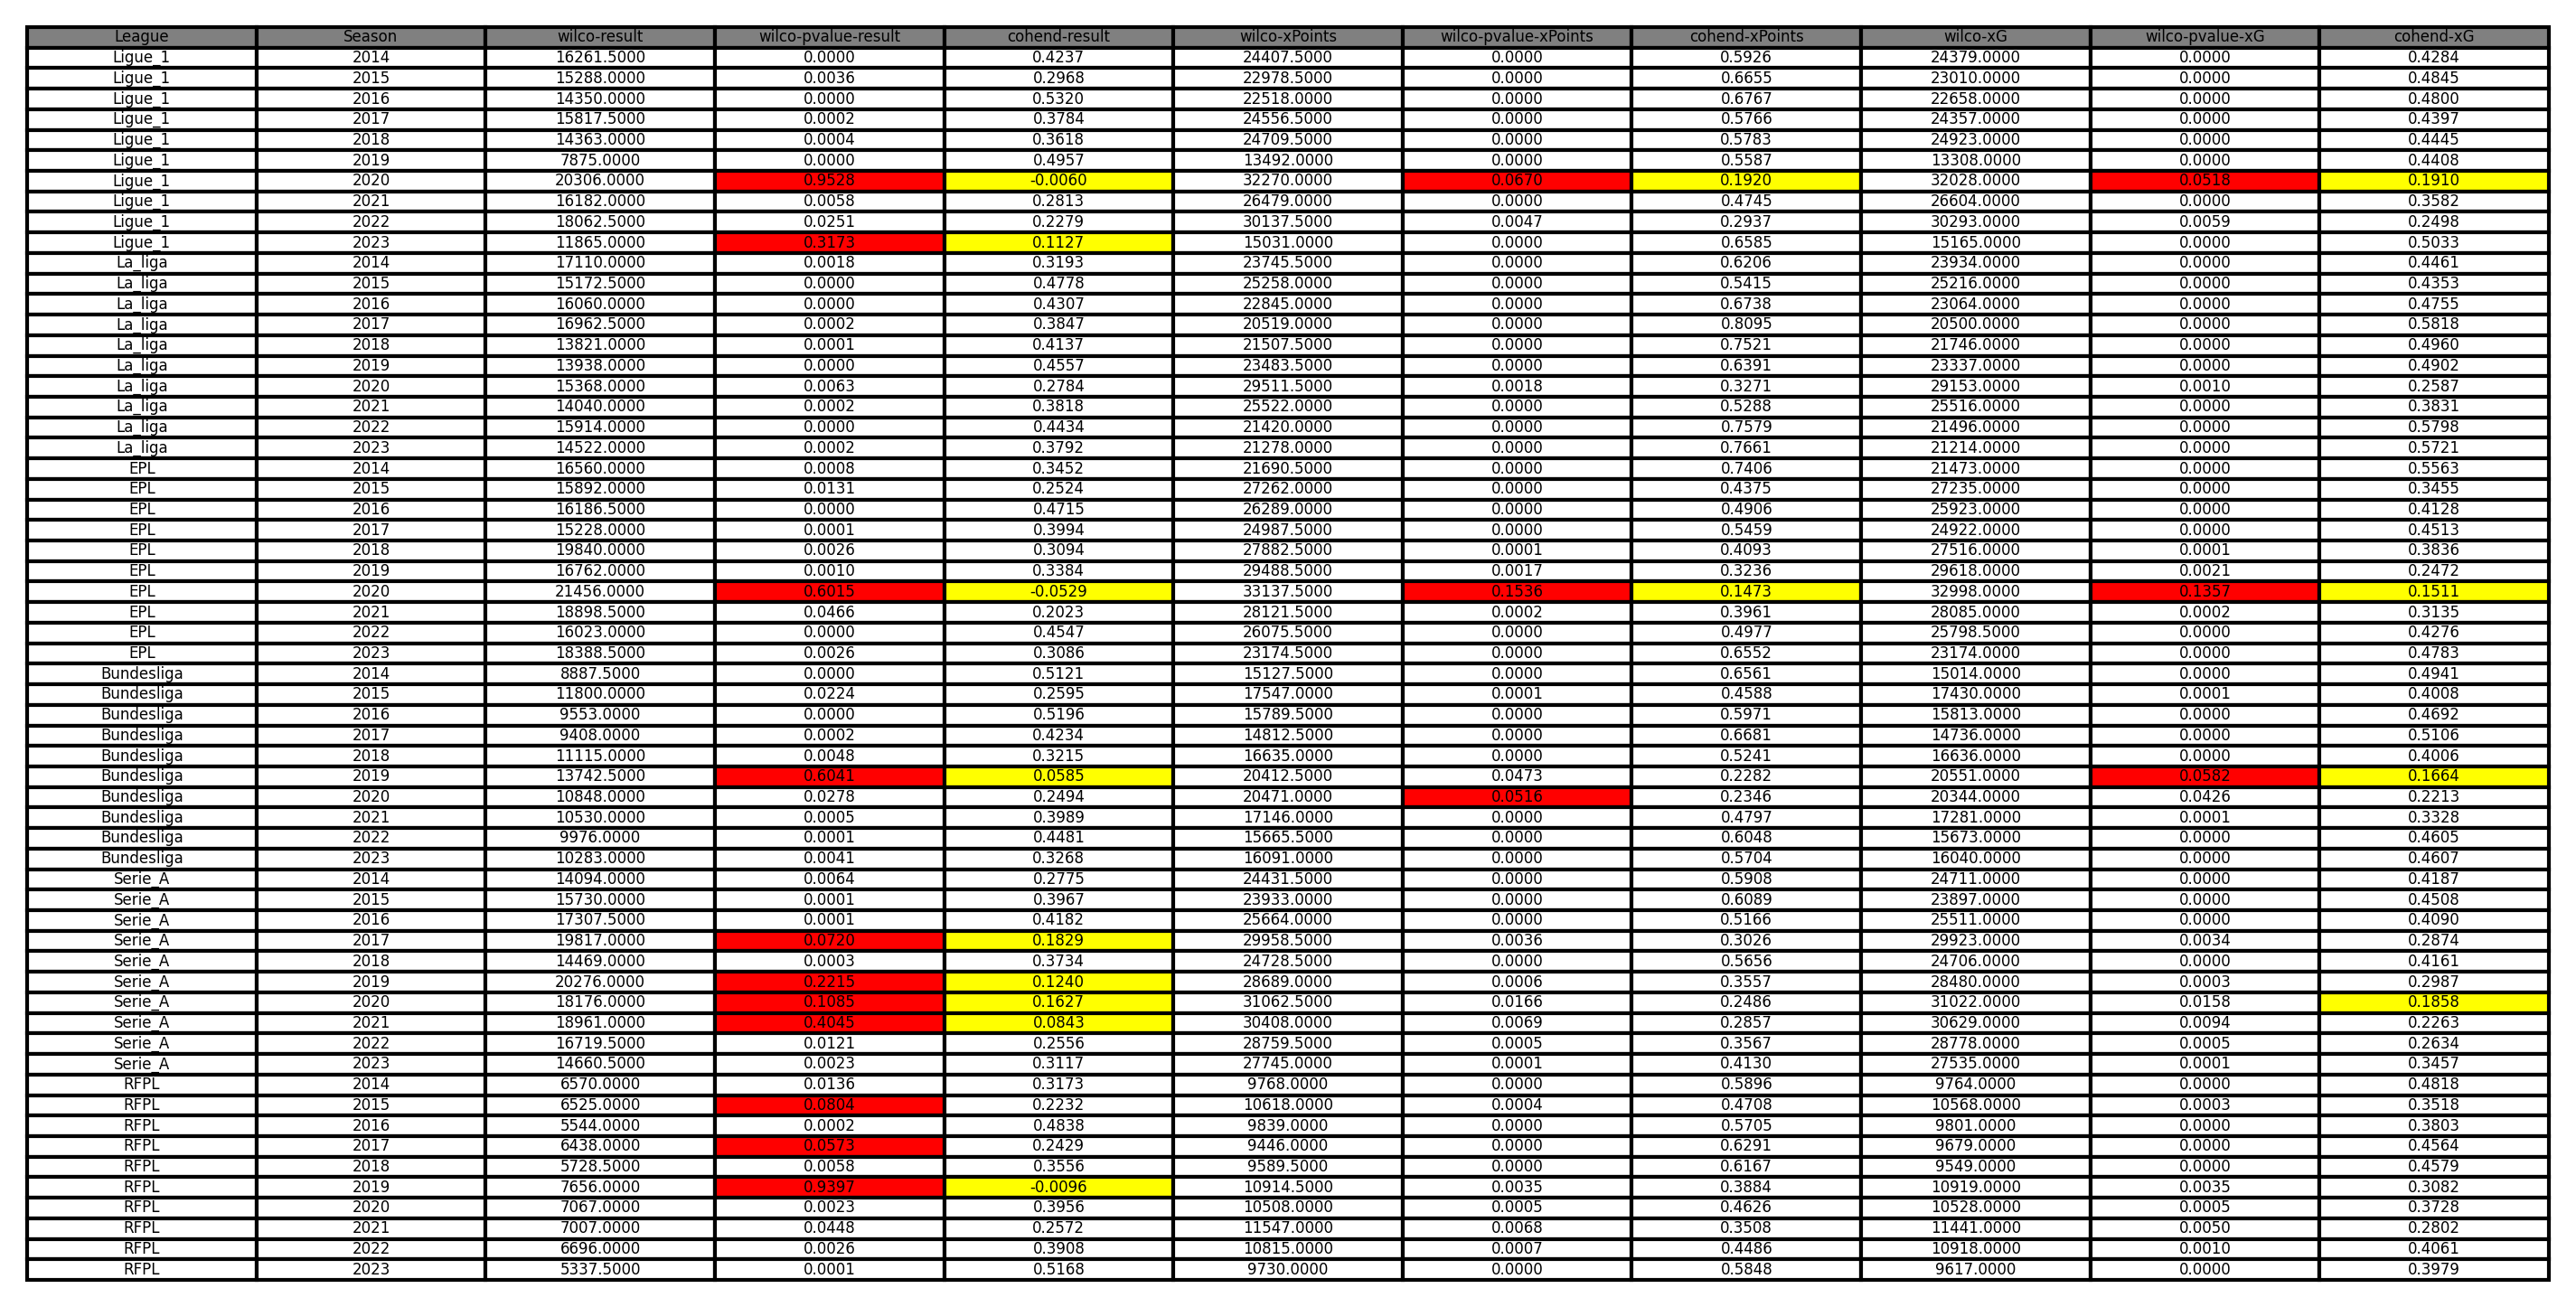 League Season wilco-result wilco-pvalue-result cohend-result wilco-xPoints wilco-pvalue-xPoints cohend-xPoints wilco-xG wilco-pvalue-xG cohend-xG
Ligue_1 2014 16261.5000 0.0000 0.4237 24407.5000 0.0000 0.5926 24379.0000 0.0000 0.4284
Ligue_1 2015 15288.0000 0.0036 0.2968 22978.5000 0.0000 0.6655 23010.0000 0.0000 0.4845
Ligue_1 2016 14350.0000 0.0000 0.5320 22518.0000 0.0000 0.6767 22658.0000 0.0000 0.4800
Ligue_1 2017 15817.5000 0.0002 0.3784 24556.5000 0.0000 0.5766 24357.0000 0.0000 0.4397
Ligue_1 2018 14363.0000 0.0004 0.3618 24709.5000 0.0000 0.5783 24923.0000 0.0000 0.4445
Ligue_1 2019 7875.0000 0.0000 0.4957 13492.0000 0.0000 0.5587 13308.0000 0.0000 0.4408
Ligue_1 2020 20306.0000 0.9528 -0.0060 32270.0000 0.0670 0.1920 32028.0000 0.0518 0.1910
Ligue_1 2021 16182.0000 0.0058 0.2813 26479.0000 0.0000 0.4745 26604.0000 0.0000 0.3582
Ligue_1 2022 18062.5000 0.0251 0.2279 30137.5000 0.0047 0.2937 30293.0000 0.0059 0.2498
Ligue_1 2023 11865.0000 0.3173 0.1127 15031.0000 0.0000 0.6585 15165.0000 0.0000 0.5033
La_liga 2014 17110.0000 0.0018 0.3193 23745.5000 0.0000 0.6206 23934.0000 0.0000 0.4461
La_liga 2015 15172.5000 0.0000 0.4778 25258.0000 0.0000 0.5415 25216.0000 0.0000 0.4353
La_liga 2016 16060.0000 0.0000 0.4307 22845.0000 0.0000 0.6738 23064.0000 0.0000 0.4755
La_liga 2017 16962.5000 0.0002 0.3847 20519.0000 0.0000 0.8095 20500.0000 0.0000 0.5818
La_liga 2018 13821.0000 0.0001 0.4137 21507.5000 0.0000 0.7521 21746.0000 0.0000 0.4960
La_liga 2019 13938.0000 0.0000 0.4557 23483.5000 0.0000 0.6391 23337.0000 0.0000 0.4902
La_liga 2020 15368.0000 0.0063 0.2784 29511.5000 0.0018 0.3271 29153.0000 0.0010 0.2587
La_liga 2021 14040.0000 0.0002 0.3818 25522.0000 0.0000 0.5288 25516.0000 0.0000 0.3831
La_liga 2022 15914.0000 0.0000 0.4434 21420.0000 0.0000 0.7579 21496.0000 0.0000 0.5798
La_liga 2023 14522.0000 0.0002 0.3792 21278.0000 0.0000 0.7661 21214.0000 0.0000 0.5721
EPL 2014 16560.0000 0.0008 0.3452 21690.5000 0.0000 0.7406 21473.0000 0.0000 0.5563
EPL 2015 15892.0000 0.0131 0.2524 27262.0000 0.0000 0.4375 27235.0000 0.0000 0.3455
EPL 2016 16186.5000 0.0000 0.4715 26289.0000 0.0000 0.4906 25923.0000 0.0000 0.4128
EPL 2017 15228.0000 0.0001 0.3994 24987.5000 0.0000 0.5459 24922.0000 0.0000 0.4513
EPL 2018 19840.0000 0.0026 0.3094 27882.5000 0.0001 0.4093 27516.0000 0.0001 0.3836
EPL 2019 16762.0000 0.0010 0.3384 29488.5000 0.0017 0.3236 29618.0000 0.0021 0.2472
EPL 2020 21456.0000 0.6015 -0.0529 33137.5000 0.1536 0.1473 32998.0000 0.1357 0.1511
EPL 2021 18898.5000 0.0466 0.2023 28121.5000 0.0002 0.3961 28085.0000 0.0002 0.3135
EPL 2022 16023.0000 0.0000 0.4547 26075.5000 0.0000 0.4977 25798.5000 0.0000 0.4276
EPL 2023 18388.5000 0.0026 0.3086 23174.5000 0.0000 0.6552 23174.0000 0.0000 0.4783
Bundesliga 2014 8887.5000 0.0000 0.5121 15127.5000 0.0000 0.6561 15014.0000 0.0000 0.4941
Bundesliga 2015 11800.0000 0.0224 0.2595 17547.0000 0.0001 0.4588 17430.0000 0.0001 0.4008
Bundesliga 2016 9553.0000 0.0000 0.5196 15789.5000 0.0000 0.5971 15813.0000 0.0000 0.4692
Bundesliga 2017 9408.0000 0.0002 0.4234 14812.5000 0.0000 0.6681 14736.0000 0.0000 0.5106
Bundesliga 2018 11115.0000 0.0048 0.3215 16635.0000 0.0000 0.5241 16636.0000 0.0000 0.4006
Bundesliga 2019 13742.5000 0.6041 0.0585 20412.5000 0.0473 0.2282 20551.0000 0.0582 0.1664
Bundesliga 2020 10848.0000 0.0278 0.2494 20471.0000 0.0516 0.2346 20344.0000 0.0426 0.2213
Bundesliga 2021 10530.0000 0.0005 0.3989 17146.0000 0.0000 0.4797 17281.0000 0.0001 0.3328
Bundesliga 2022 9976.0000 0.0001 0.4481 15665.5000 0.0000 0.6048 15673.0000 0.0000 0.4605
Bundesliga 2023 10283.0000 0.0041 0.3268 16091.0000 0.0000 0.5704 16040.0000 0.0000 0.4607
Serie_A 2014 14094.0000 0.0064 0.2775 24431.5000 0.0000 0.5908 24711.0000 0.0000 0.4187
Serie_A 2015 15730.0000 0.0001 0.3967 23933.0000 0.0000 0.6089 23897.0000 0.0000 0.4508
Serie_A 2016 17307.5000 0.0001 0.4182 25664.0000 0.0000 0.5166 25511.0000 0.0000 0.4090
Serie_A 2017 19817.0000 0.0720 0.1829 29958.5000 0.0036 0.3026 29923.0000 0.0034 0.2874
Serie_A 2018 14469.0000 0.0003 0.3734 24728.5000 0.0000 0.5656 24706.0000 0.0000 0.4161
Serie_A 2019 20276.0000 0.2215 0.1240 28689.0000 0.0006 0.3557 28480.0000 0.0003 0.2987
Serie_A 2020 18176.0000 0.1085 0.1627 31062.5000 0.0166 0.2486 31022.0000 0.0158 0.1858
Serie_A 2021 18961.0000 0.4045 0.0843 30408.0000 0.0069 0.2857 30629.0000 0.0094 0.2263
Serie_A 2022 16719.5000 0.0121 0.2556 28759.5000 0.0005 0.3567 28778.0000 0.0005 0.2634
Serie_A 2023 14660.5000 0.0023 0.3117 27745.0000 0.0001 0.4130 27535.0000 0.0001 0.3457
RFPL 2014 6570.0000 0.0136 0.3173 9768.0000 0.0000 0.5896 9764.0000 0.0000 0.4818
RFPL 2015 6525.0000 0.0804 0.2232 10618.0000 0.0004 0.4708 10568.0000 0.0003 0.3518
RFPL 2016 5544.0000 0.0002 0.4838 9839.0000 0.0000 0.5705 9801.0000 0.0000 0.3803
RFPL 2017 6438.0000 0.0573 0.2429 9446.0000 0.0000 0.6291 9679.0000 0.0000 0.4564
RFPL 2018 5728.5000 0.0058 0.3556 9589.5000 0.0000 0.6167 9549.0000 0.0000 0.4579
RFPL 2019 7656.0000 0.9397 -0.0096 10914.5000 0.0035 0.3884 10919.0000 0.0035 0.3082
RFPL 2020 7067.0000 0.0023 0.3956 10508.0000 0.0005 0.4626 10528.0000 0.0005 0.3728
RFPL 2021 7007.0000 0.0448 0.2572 11547.0000 0.0068 0.3508 11441.0000 0.0050 0.2802
RFPL 2022 6696.0000 0.0026 0.3908 10815.0000 0.0007 0.4486 10918.0000 0.0010 0.4061
RFPL 2023 5337.5000 0.0001 0.5168 9730.0000 0.0000 0.5848 9617.0000 0.0000 0.3979